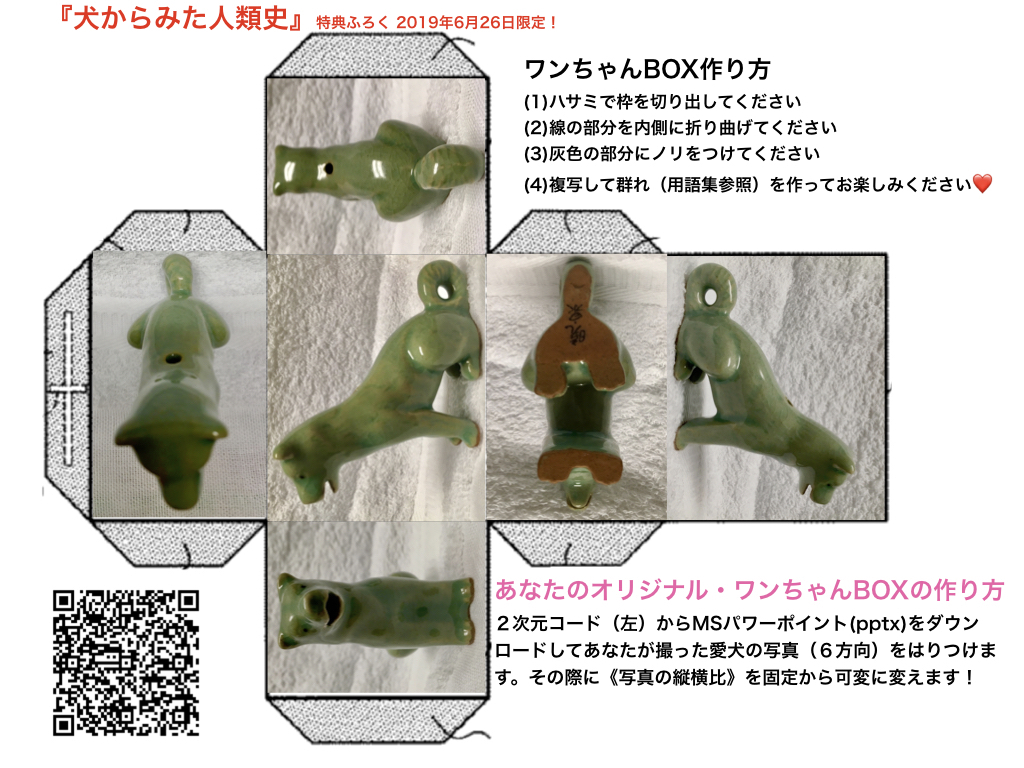 『犬からみた人類史』 特典ふろく 2019年6月26日限定！
ワンちゃんBOX作り方
(1)ハサミで枠を切り出してください
(2)線の部分を内側に折り曲げてください
(3)灰色の部分にノリをつけてください
(4)複写して群れ（用語集参照）を作ってお楽しみください❤️
あなたのオリジナル・ワンちゃんBOXの作り方
２次元コード（左）からMSパワーポイント(pptx)をダウン
ロードしてあなたが撮った愛犬の写真（６方向）をはりつけま
す。その際に《写真の縦横比》を固定から可変に変えます！